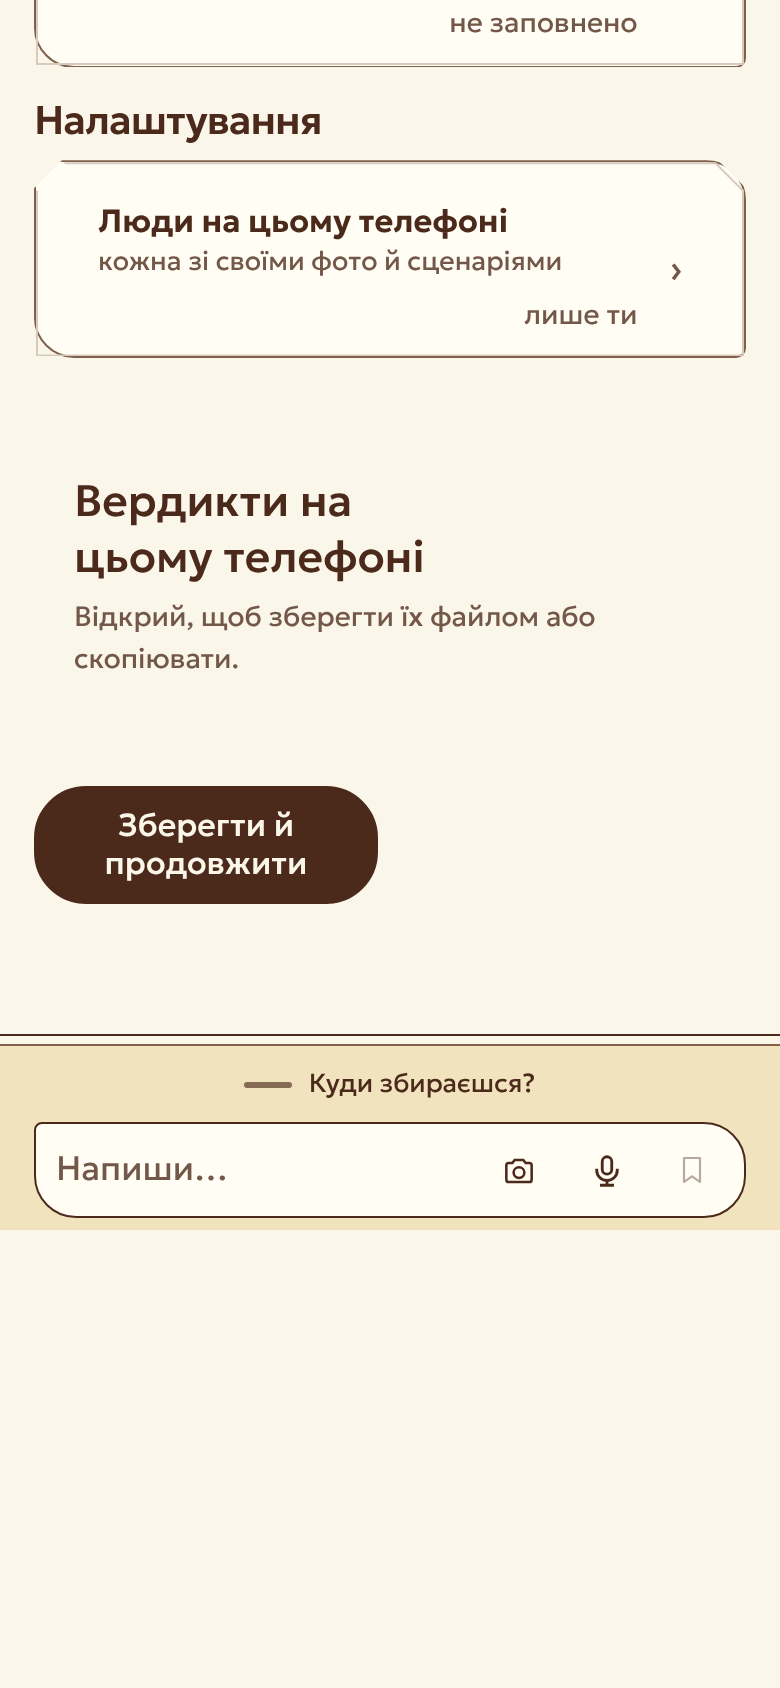 не заповнено
Налаштування
Люди на цьому телефоні
кожна зі своїми фото й сценаріями
лише ти
Вердикти на
цьому телефоні
Відкрий, щоб зберегти їх файлом або
скопіювати.
Зберегти й
продовжити
Куди збираєшся?
Напиши...